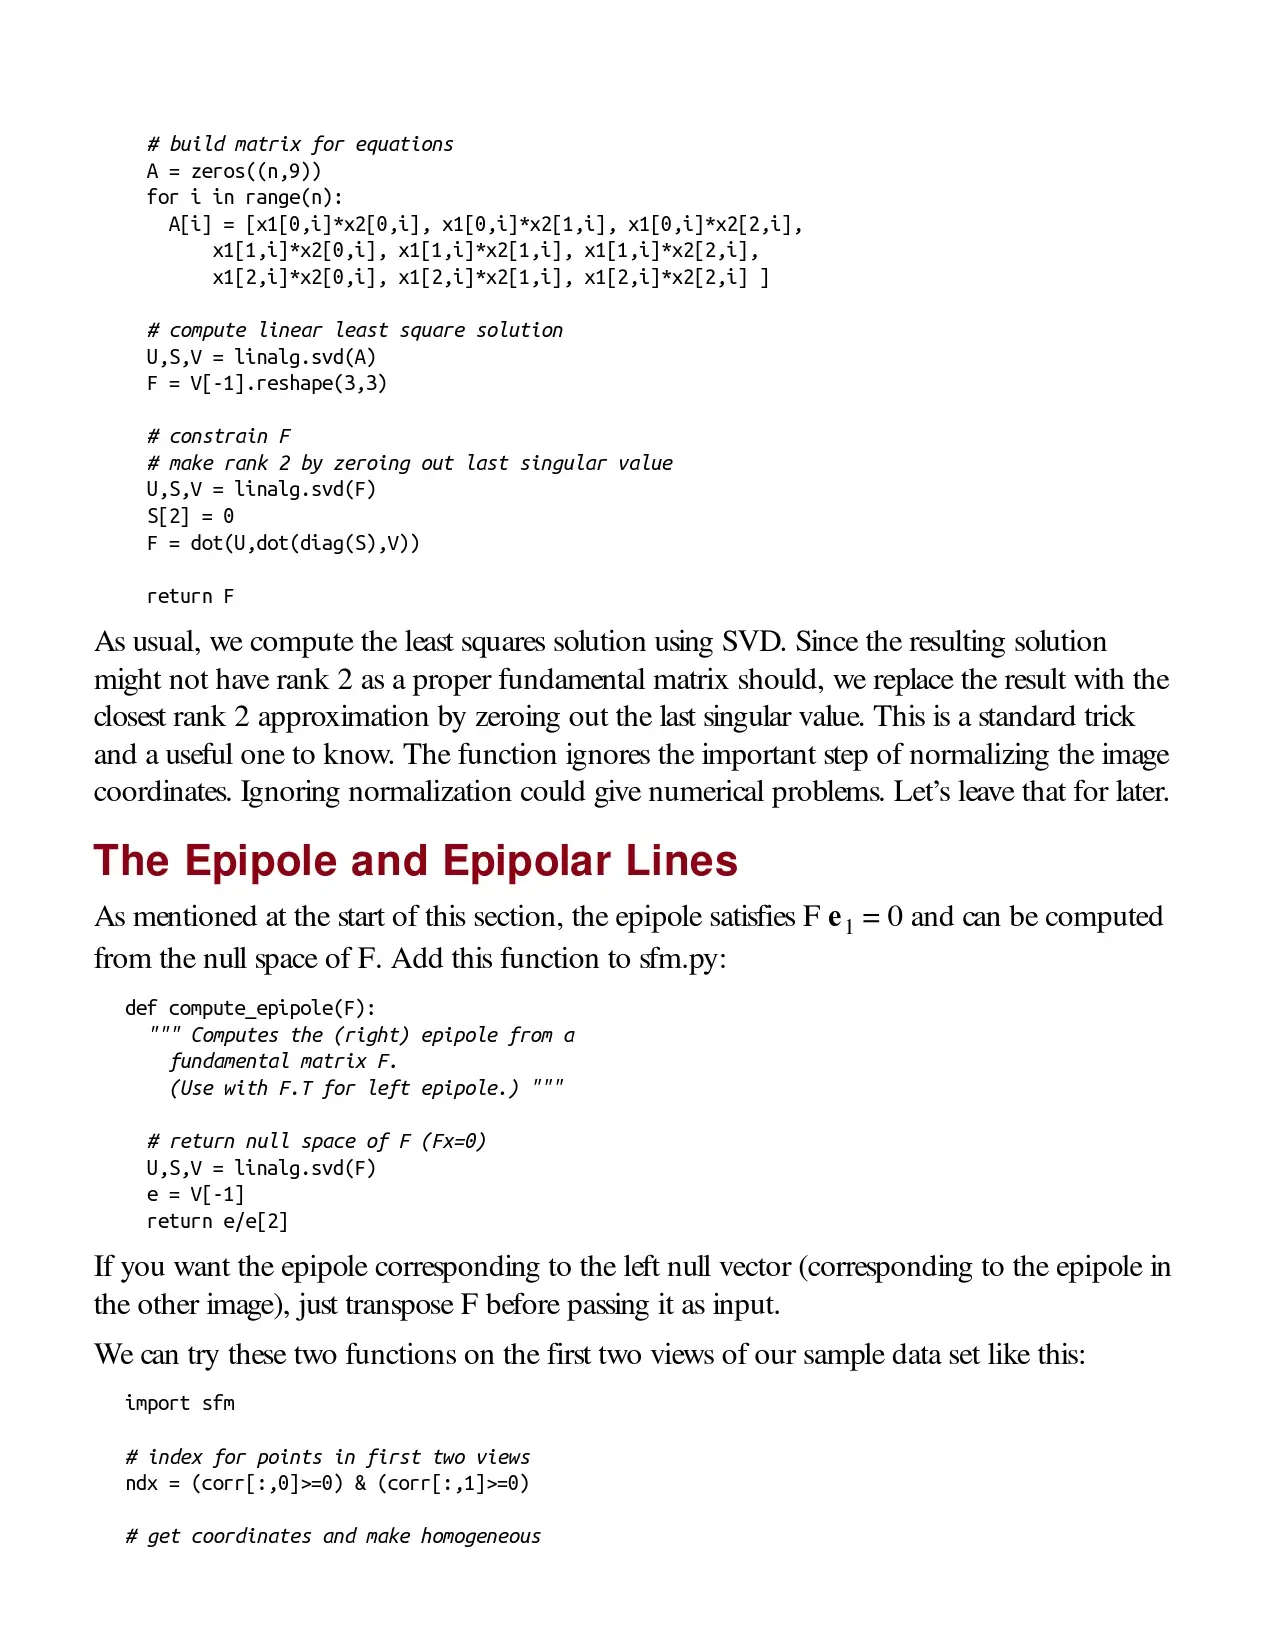 # build matrix for equations
A = zeros((n,9))
for i in range(n):
A[i] = [x1[0,i]*x2[0,i], x1[0,i]*x2[1,i], x1[0,i]*x2[2,i],
x1[1,i]*x2[0,i], x1[1,i]*x2[1,i], x1[1,i]*x2[2,i],
x1[2,i]*x2[0,i], x1[2,i]*x2[1,i], x1[2,i]*x2[2,i] ]
# compute linear least square solution
U,S,V = linalg.svd(A)
F = V[-1].reshape(3,3)
# constrain F
# make rank 2 by zeroing out last singular value
U,S,V = linalg.svd(F)
S[2] = 0
F = dot(U,dot(diag(S),V))
return F
As usual, we compute the least squares solution using SVD. Since the resulting solution
might not have rank 2 as a proper fundamental matrix should, we replace the result with the
closest rank 2 approximation by zeroing out the last singular value. This is a standard trick
and a useful one to know. The function ignores the important step of normalizing the image
coordinates. Ignoring normalization could give numerical problems. Let’s leave that for later.
The Epipole and Epipolar Lines
As mentioned at the start of this section, the epipole satisfies F e1 = 0 and can be computed
from the null space of F. Add this function to sfm.py:
def compute_epipole(F):
""" Computes the (right) epipole from a
fundamental matrix F.
(Use with F.T for left epipole.) """
# return null space of F (Fx=0)
U,S,V = linalg.svd(F)
e = V[-1]
return e/e[2]
If you want the epipole corresponding to the left null vector (corresponding to the epipole in
the other image), just transpose F before passing it as input.
We can try these two functions on the first two views of our sample data set like this:
import sfm
# index for points in first two views
ndx = (corr[:,0]>=0) & (corr[:,1]>=0)
# get coordinates and make homogeneous